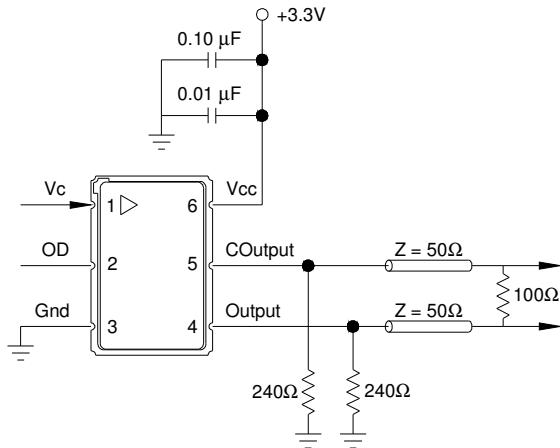 +3.3V
0.10 μF
0.01 μF
Vc
1
6
Vcc
OD
2
5
COutput
Z = 50Ω
100Ω
Gnd
3
4
Output
Z = 50Ω
240Ω
240Ω